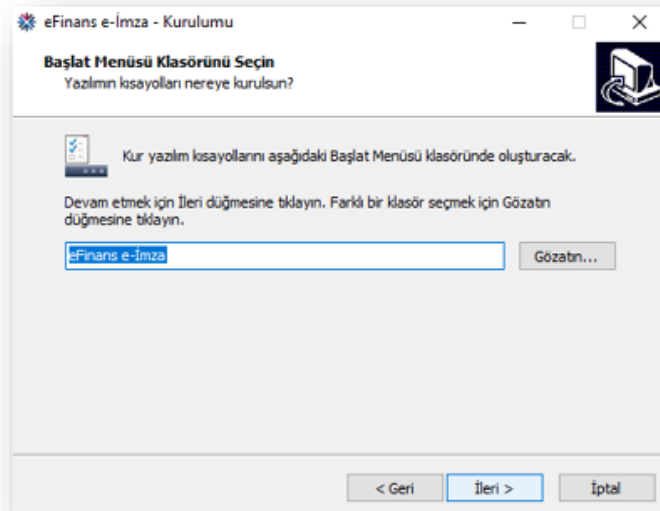 eFinans e-İmza - Kurulumu
Başlat Menüsü Klasörünü Seçin
Yazılımın kısayolları nereye kurulsun?
Kur yazılım kısayollarını aşağıdaki Başlat Menüsü klasöründe oluşturacak.
Devam etmek için İleri düğmesine tıklayın. Farklı bir klasör seçmek için Gözatın
düğmesine tıklayın.
eFinans e-İmza
Gözatın...
< Geri
İleri >
İptal